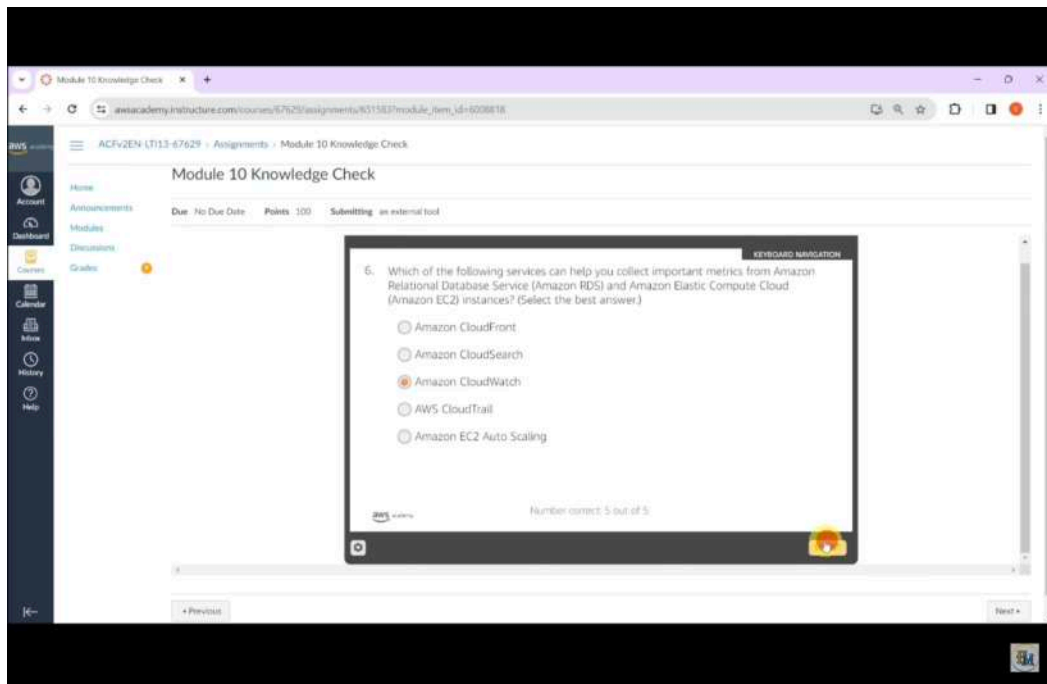 Module 10 Knowledge Check
awsacademy.instructure.com/courses/67629/assignments/651583?module_item_id=6008818
aws academy
ACFv2EN-LTI13-67629 › Assignments › Module 10 Knowledge Check
Module 10 Knowledge Check
Account
Dashboard
Courses
Calendar
Inbox
History
Help
Home
Announcements
Modules
Discussions
Grades
Due No Due Date Points 100 Submitting an external tool
KEYBOARD NAVIGATION
6. Which of the following services can help you collect important metrics from Amazon
Relational Database Service (Amazon RDS) and Amazon Elastic Compute Cloud
(Amazon EC2) instances? (Select the best answer.)
Amazon CloudFront
Amazon CloudSearch
Amazon CloudWatch
AWS CloudTrail
Amazon EC2 Auto Scaling
aws academy
Number correct: 5 out of 5
Previous
Next